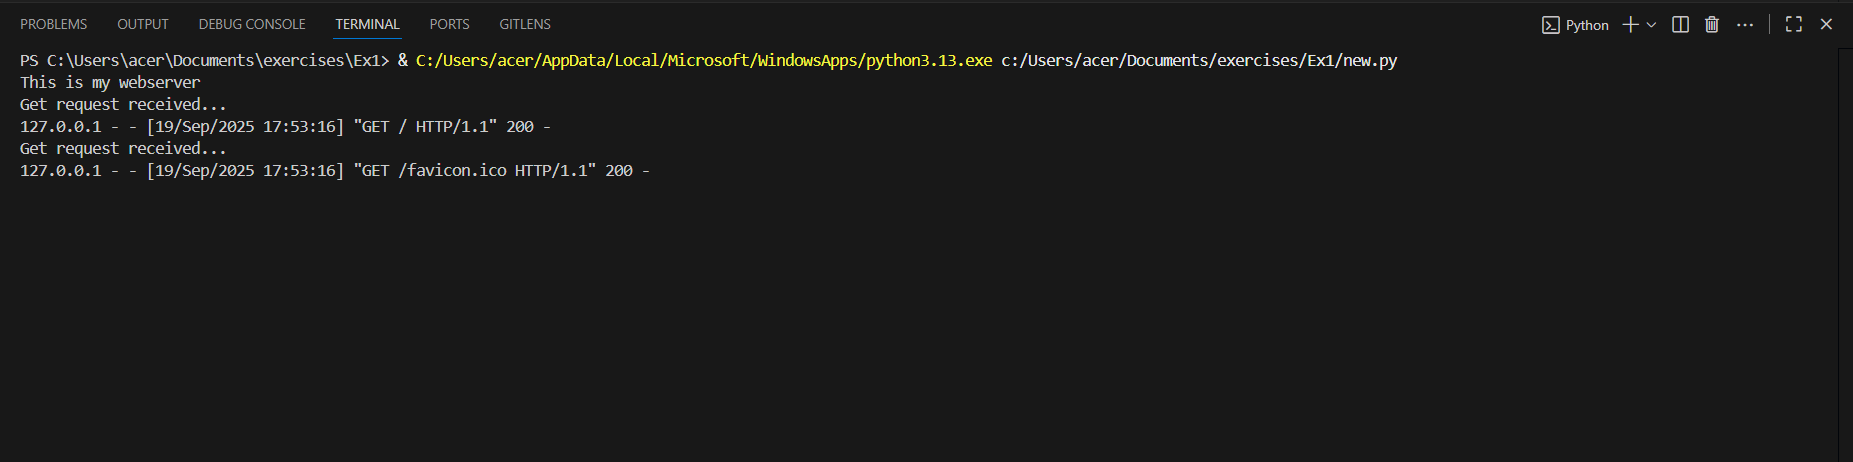 PROBLEMS OUTPUT DEBUG CONSOLE TERMINAL PORTS GITLENS Python
PS C:\Users\acer\Documents\exercises\Ex1> & C:/Users/acer/AppData/Local/Microsoft/WindowsApps/python3.13.exe c:/Users/acer/Documents/exercises/Ex1/new.py
This is my webserver
Get request received...
127.0.0.1 - - [19/Sep/2025 17:53:16] "GET / HTTP/1.1" 200 -
Get request received...
127.0.0.1 - - [19/Sep/2025 17:53:16] "GET /favicon.ico HTTP/1.1" 200 -